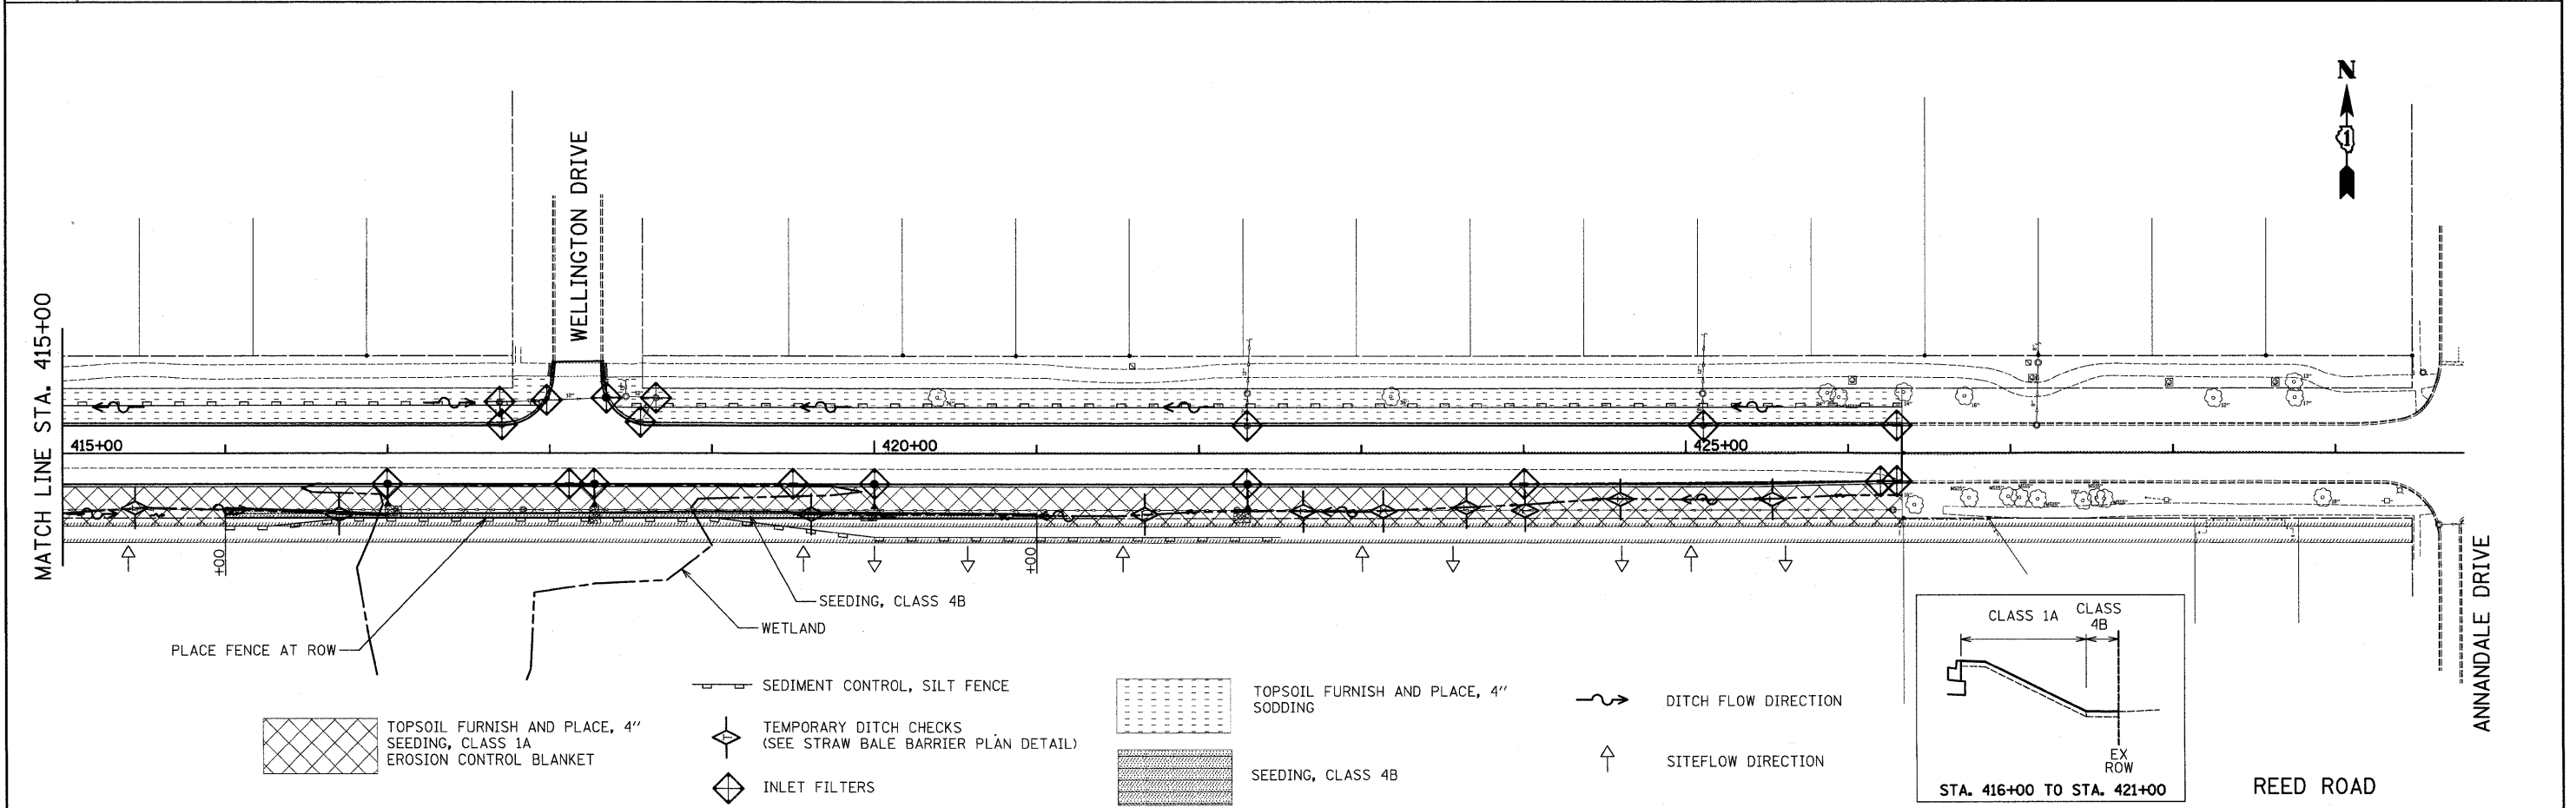 N
1
WELLINGTON DRIVE
MATCH LINE STA. 415+00
415+00
420+00
425+00
+00
+00
SEEDING, CLASS 4B
WETLAND
PLACE FENCE AT ROW
ANNANDALE DRIVE
CLASS 1A
CLASS
4B
EX
ROW
STA. 416+00 TO STA. 421+00
REED ROAD
TOPSOIL FURNISH AND PLACE, 4"
SEEDING, CLASS 1A
EROSION CONTROL BLANKET
SEDIMENT CONTROL, SILT FENCE
TEMPORARY DITCH CHECKS
(SEE STRAW BALE BARRIER PLAN DETAIL)
INLET FILTERS
TOPSOIL FURNISH AND PLACE, 4"
SODDING
SEEDING, CLASS 4B
DITCH FLOW DIRECTION
SITEFLOW DIRECTION